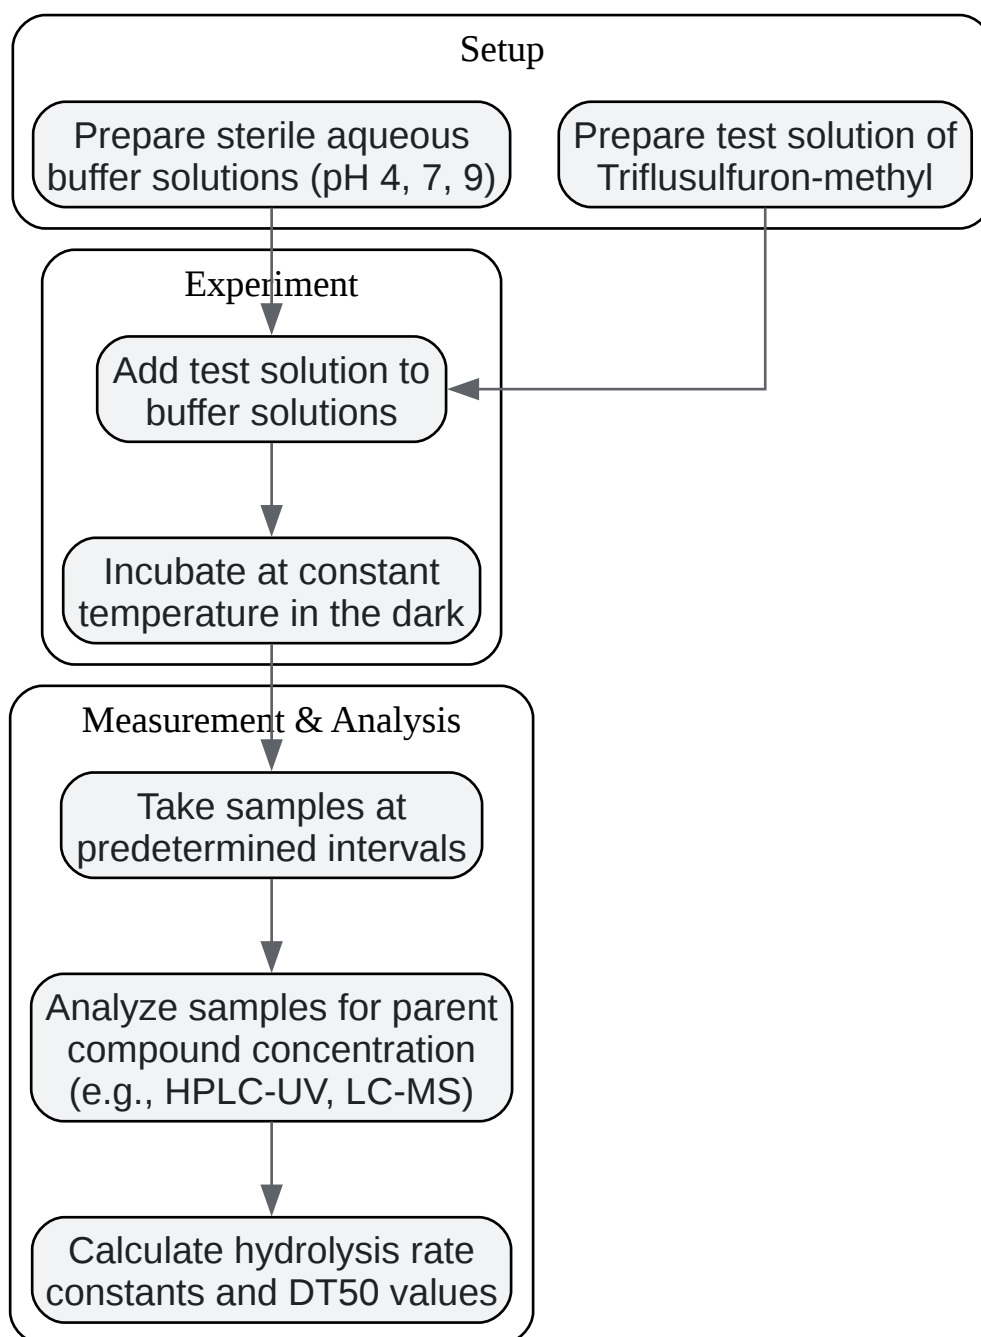 Setup
Prepare sterile aqueous
buffer solutions (pH 4, 7, 9)
Prepare test solution of
Triflusulfuron-methyl
Experiment
Add test solution to
buffer solutions
Incubate at constant
temperature in the dark
Measurement & Analysis
Take samples at
predetermined intervals
Analyze samples for parent
compound concentration
(e.g., HPLC-UV, LC-MS)
Calculate hydrolysis rate
constants and DT50 values